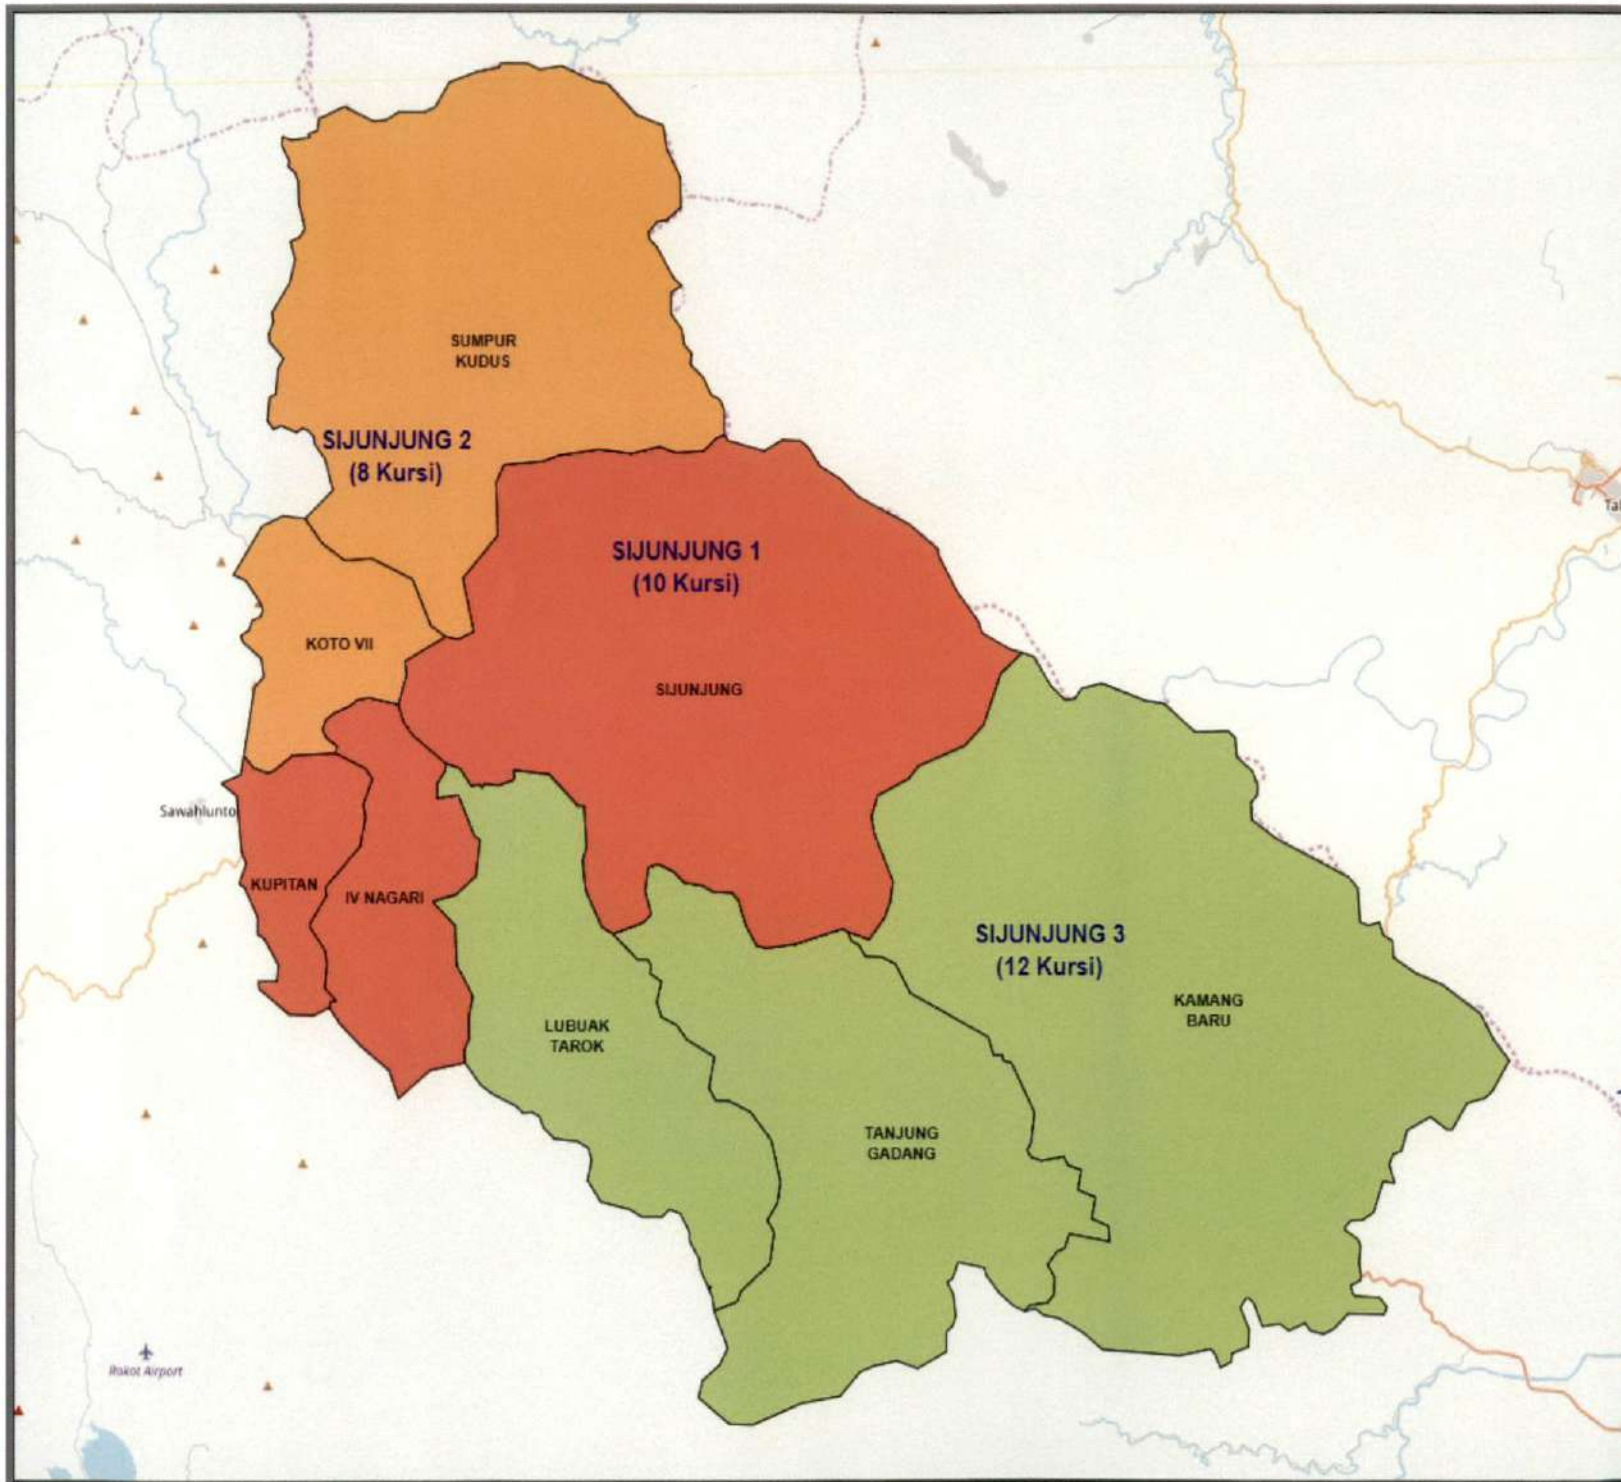 SUMPUR
KUDUS
SIJUNJUNG 2
(8 Kursi)
SIJUNJUNG 1
(10 Kursi)
KOTO VII
SIJUNJUNG
Sawahlunto
KUPITAN
IV NAGARI
SIJUNJUNG 3
(12 Kursi)
KAMANG
BARU
LUBUAK
TAROK
TANJUNG
GADANG
Rokot Airport